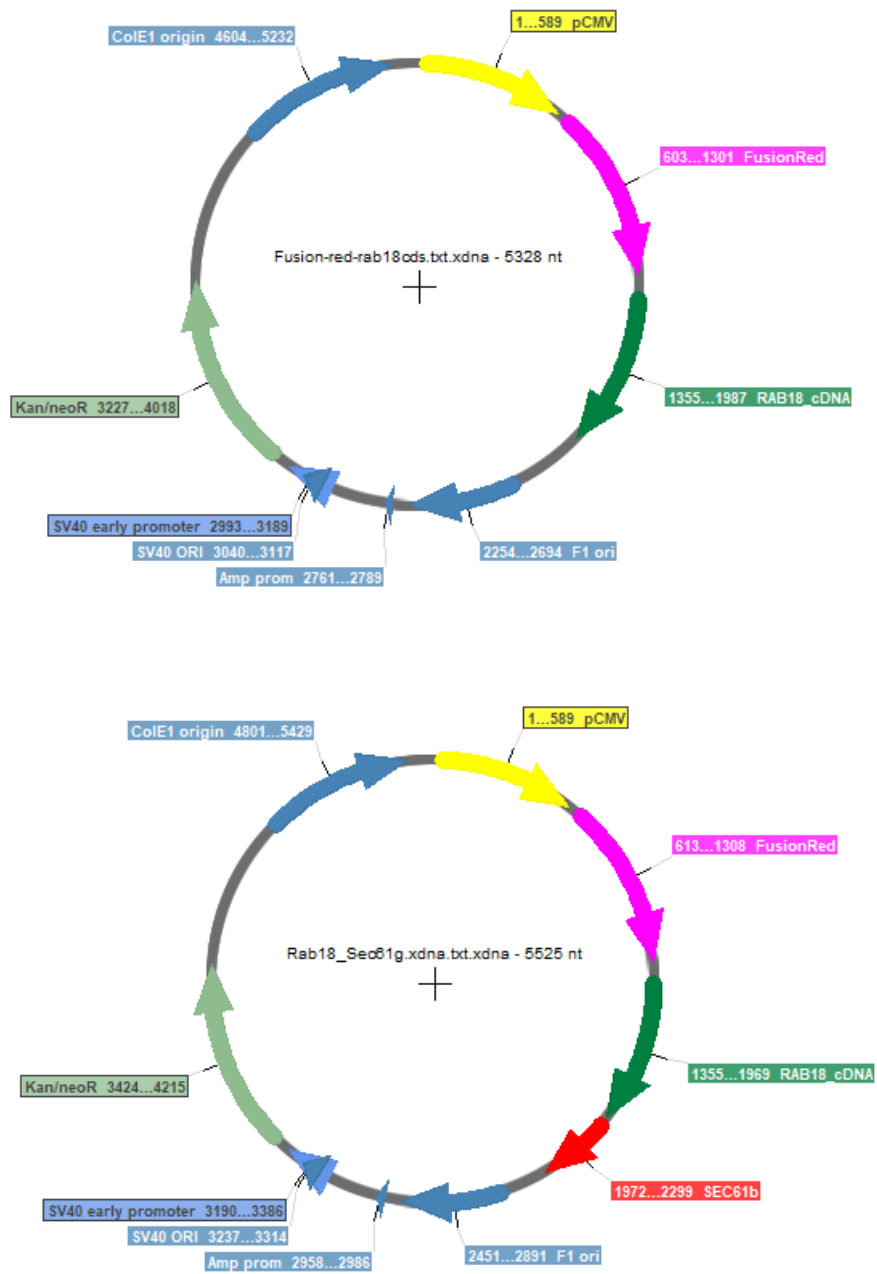 ColE1 origin 4604...5232
1...589 pCMV
603...1301 FusionRed
Fusion-red-rab18cds.txt.xdna - 5328 nt
1355...1987 RAB18_cDNA
Kan/neoR 3227...4018
SV40 early promoter 2993...3189
SV40 ORI 3040...3117
2254...2694 F1 ori
Amp prom 2761...2789
1...589 pCMV
ColE1 origin 4801...5429
613...1308 FusionRed
Rab18_Sec61g.xdna.txt.xdna - 5525 nt
1355...1969 RAB18_cDNA
Kan/neoR 3424...4215
1972...2299 SEC61b
SV40 early promoter 3190...3386
SV40 ORI 3237...3314
2451...2891 F1 ori
Amp prom 2958...2986